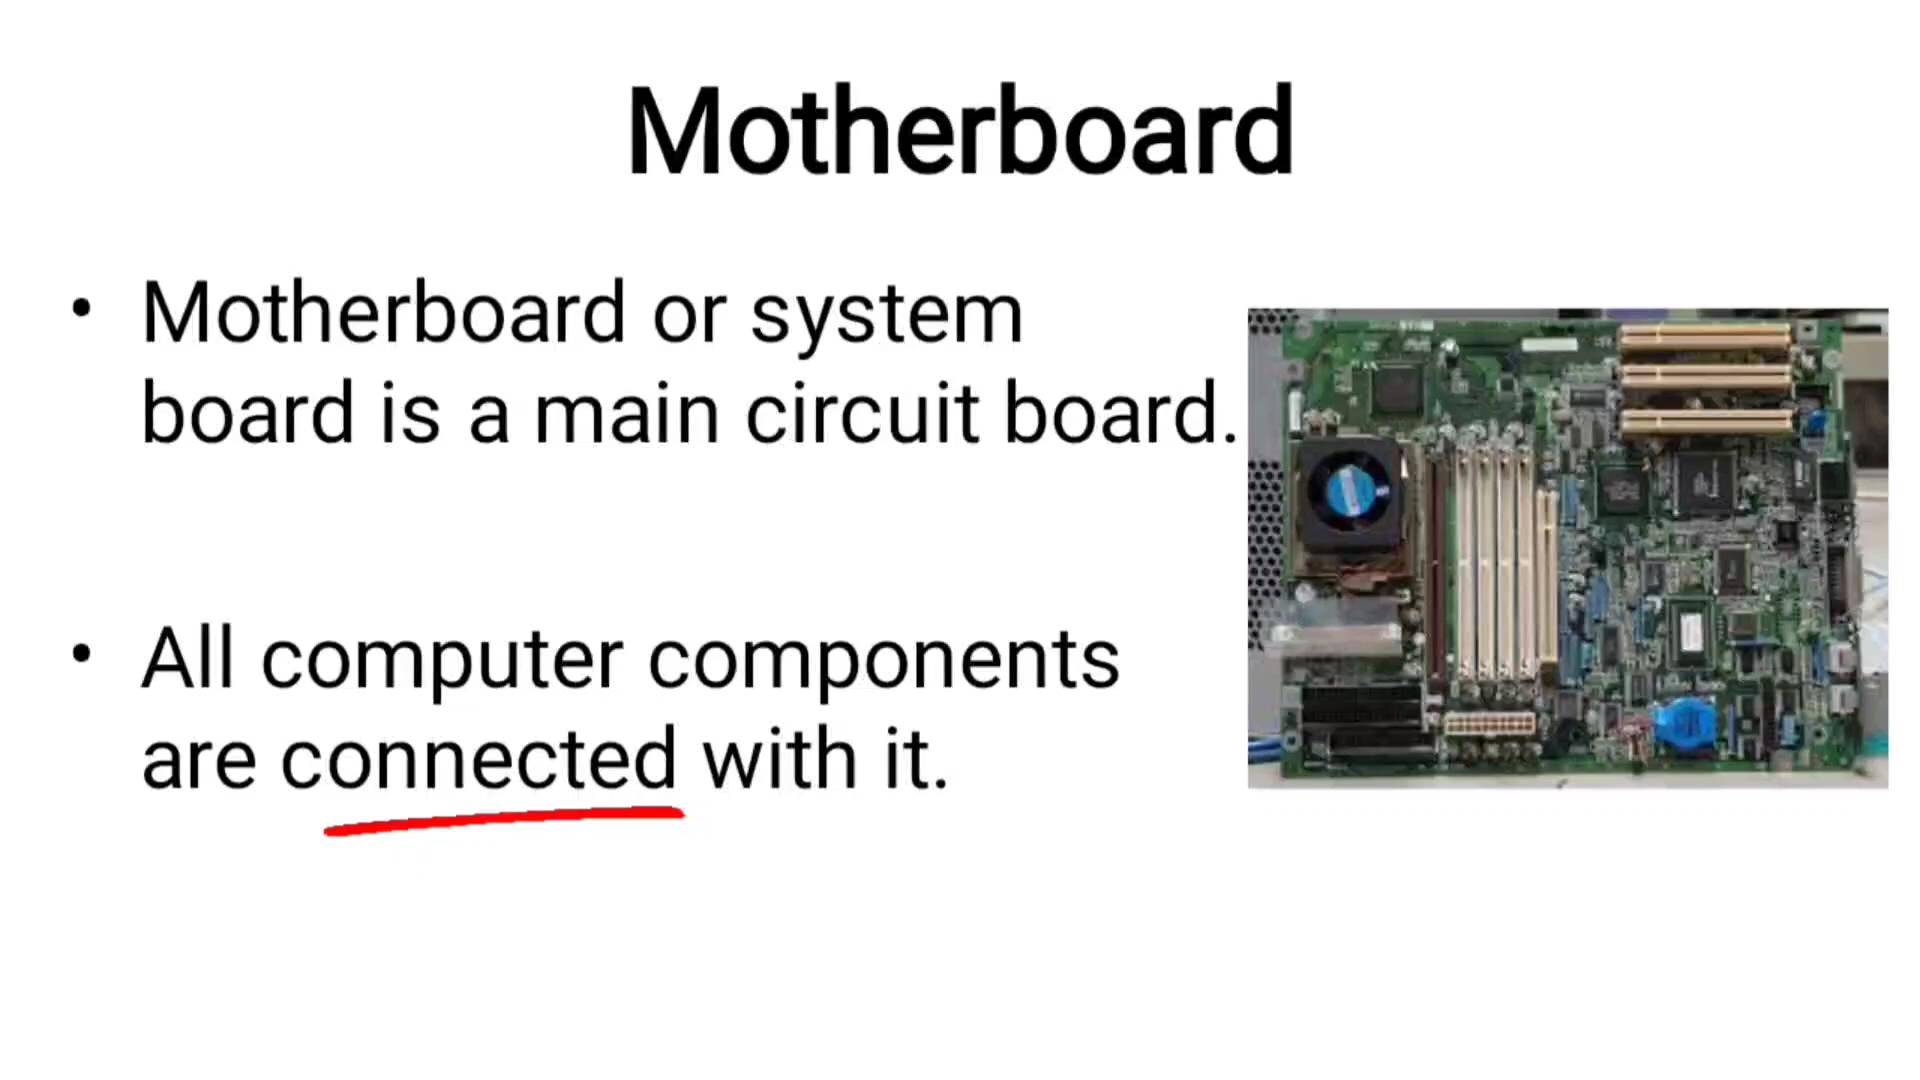 Motherboard
• Motherboard or system
board is a main circuit board.
• All computer components
are connected with it.